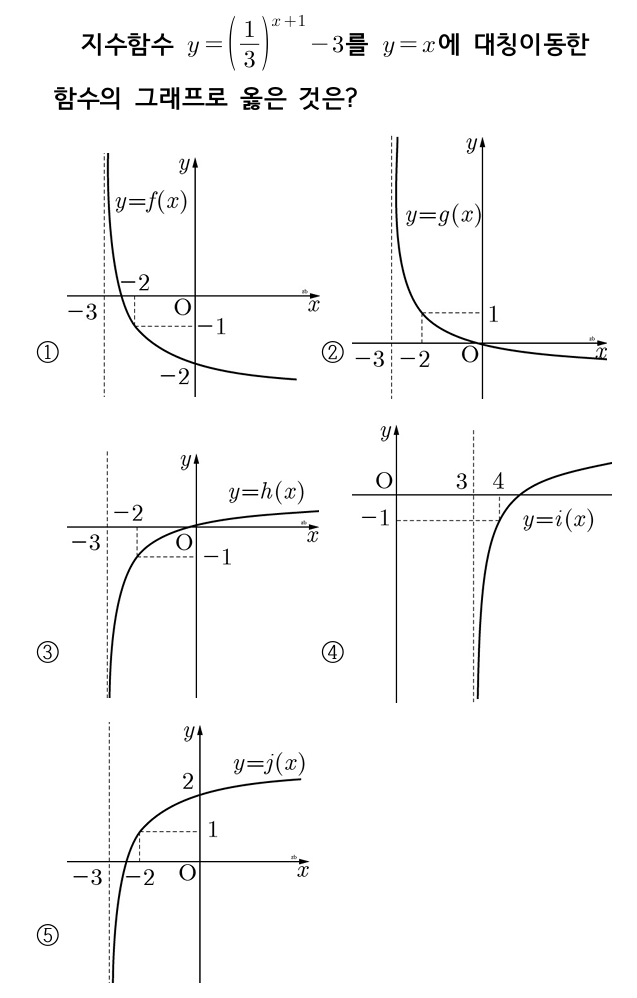 지수함수 y=(1/3)^{x+1}-3를 y=x에 대칭이동한
함수의 그래프로 옳은 것은?
① y y=f(x) -2 -3 O x -1 -2
② y y=g(x) 1 -3 -2 O x
③ y y=h(x) -2 -3 O x -1
④ y O 3 4 -1 y=i(x)
⑤ y y=j(x) 2 1 -3 -2 O x